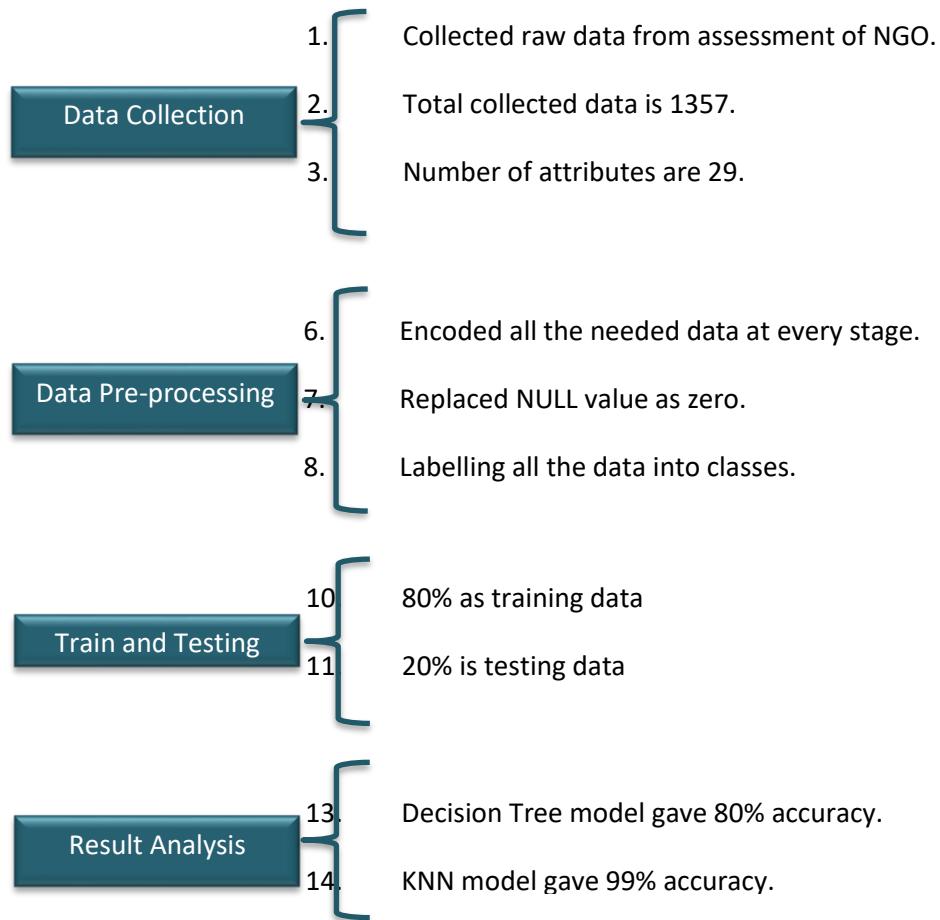 Data Collection
1. Collected raw data from assessment of NGO.
2. Total collected data is 1357.
3. Number of attributes are 29.
Data Pre-processing
6. Encoded all the needed data at every stage.
7. Replaced NULL value as zero.
8. Labelling all the data into classes.
Train and Testing
10. 80% as training data
11. 20% is testing data
Result Analysis
13. Decision Tree model gave 80% accuracy.
14. KNN model gave 99% accuracy.